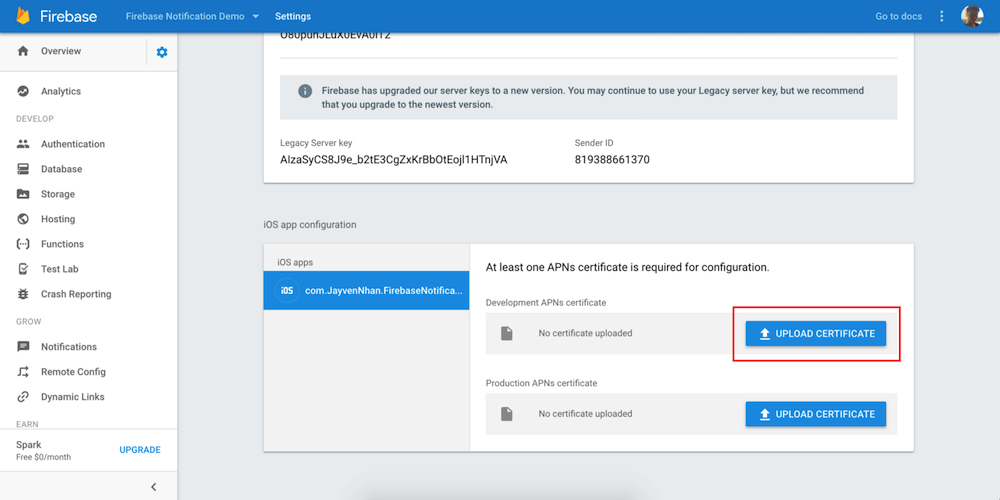 Firebase
Firebase Notification Demo
Settings
Go to docs
Overview
Analytics
DEVELOP
Authentication
Database
Storage
Hosting
Functions
Test Lab
Crash Reporting
GROW
Notifications
Remote Config
Dynamic Links
EARN
Spark
Free $0/month
UPGRADE
Firebase has upgraded our server keys to a new version. You may continue to use your Legacy server key, but we recommend
that you upgrade to the newest version.
Legacy Server key
Sender ID
AIzaSyCS8J9e_b2tE3CgZxKrBbOtEojl1HTnjVA
819388661370
iOS app configuration
iOS apps
iOS
com.JayvenNhan.FirebaseNotifica...
At least one APNs certificate is required for configuration.
Development APNs certificate
No certificate uploaded
UPLOAD CERTIFICATE
Production APNs certificate
No certificate uploaded
UPLOAD CERTIFICATE